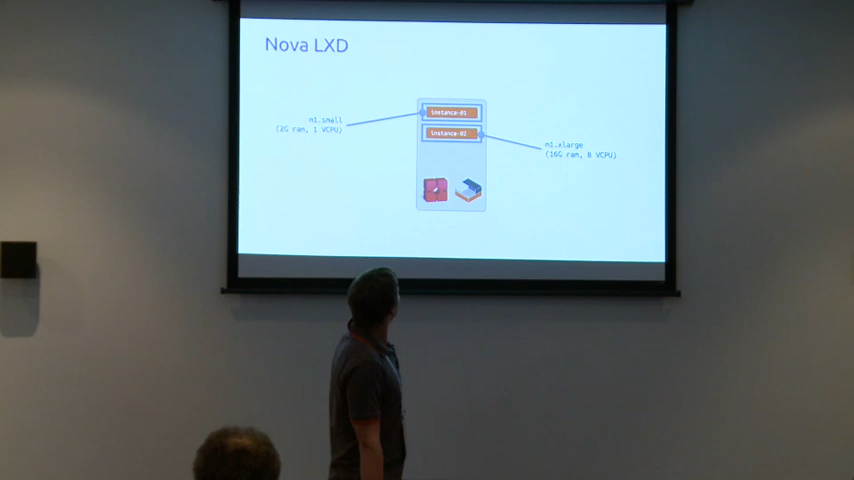 Nova LXD
m1.small
(2G ram, 1 VCPU)
instance-01
instance-02
m1.xlarge
(16G ram, 8 VCPU)